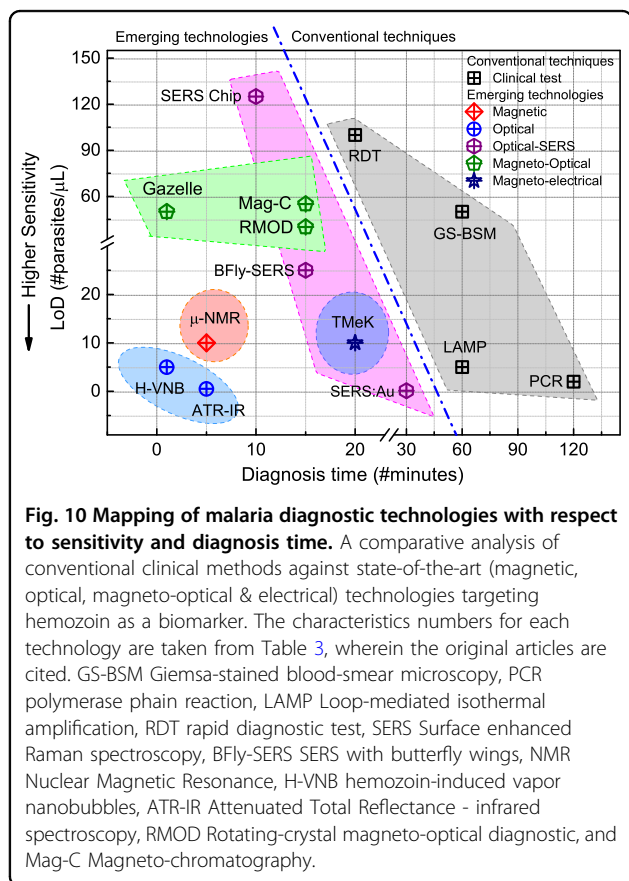 Emerging technologies
Conventional techniques
150
120
90
60
20
10
0
Higher Sensitivity
LoD (#parasites/μL)
Conventional techniques
Clinical test
Emerging technologies
Magnetic
Optical
Optical-SERS
Magneto-Optical
Magneto-electrical
SERS Chip
RDT
Gazelle
Mag-C
RMOD
GS-BSM
BFly-SERS
μ-NMR
TMeK
LAMP
H-VNB
ATR-IR
SERS:Au
PCR
0 10 20 30 60 90 120
Diagnosis time (#minutes)
Fig. 10 Mapping of malaria diagnostic technologies with respect
to sensitivity and diagnosis time. A comparative analysis of
conventional clinical methods against state-of-the-art (magnetic,
optical, magneto-optical & electrical) technologies targeting
hemozoin as a biomarker. The characteristics numbers for each
technology are taken from Table 3, wherein the original articles are
cited. GS-BSM Giemsa-stained blood-smear microscopy, PCR
polymerase phain reaction, LAMP Loop-mediated isothermal
amplification, RDT rapid diagnostic test, SERS Surface enhanced
Raman spectroscopy, BFly-SERS SERS with butterfly wings, NMR
Nuclear Magnetic Resonance, H-VNB hemozoin-induced vapor
nanobubbles, ATR-IR Attenuated Total Reflectance - infrared
spectroscopy, RMOD Rotating-crystal magneto-optical diagnostic, and
Mag-C Magneto-chromatography.